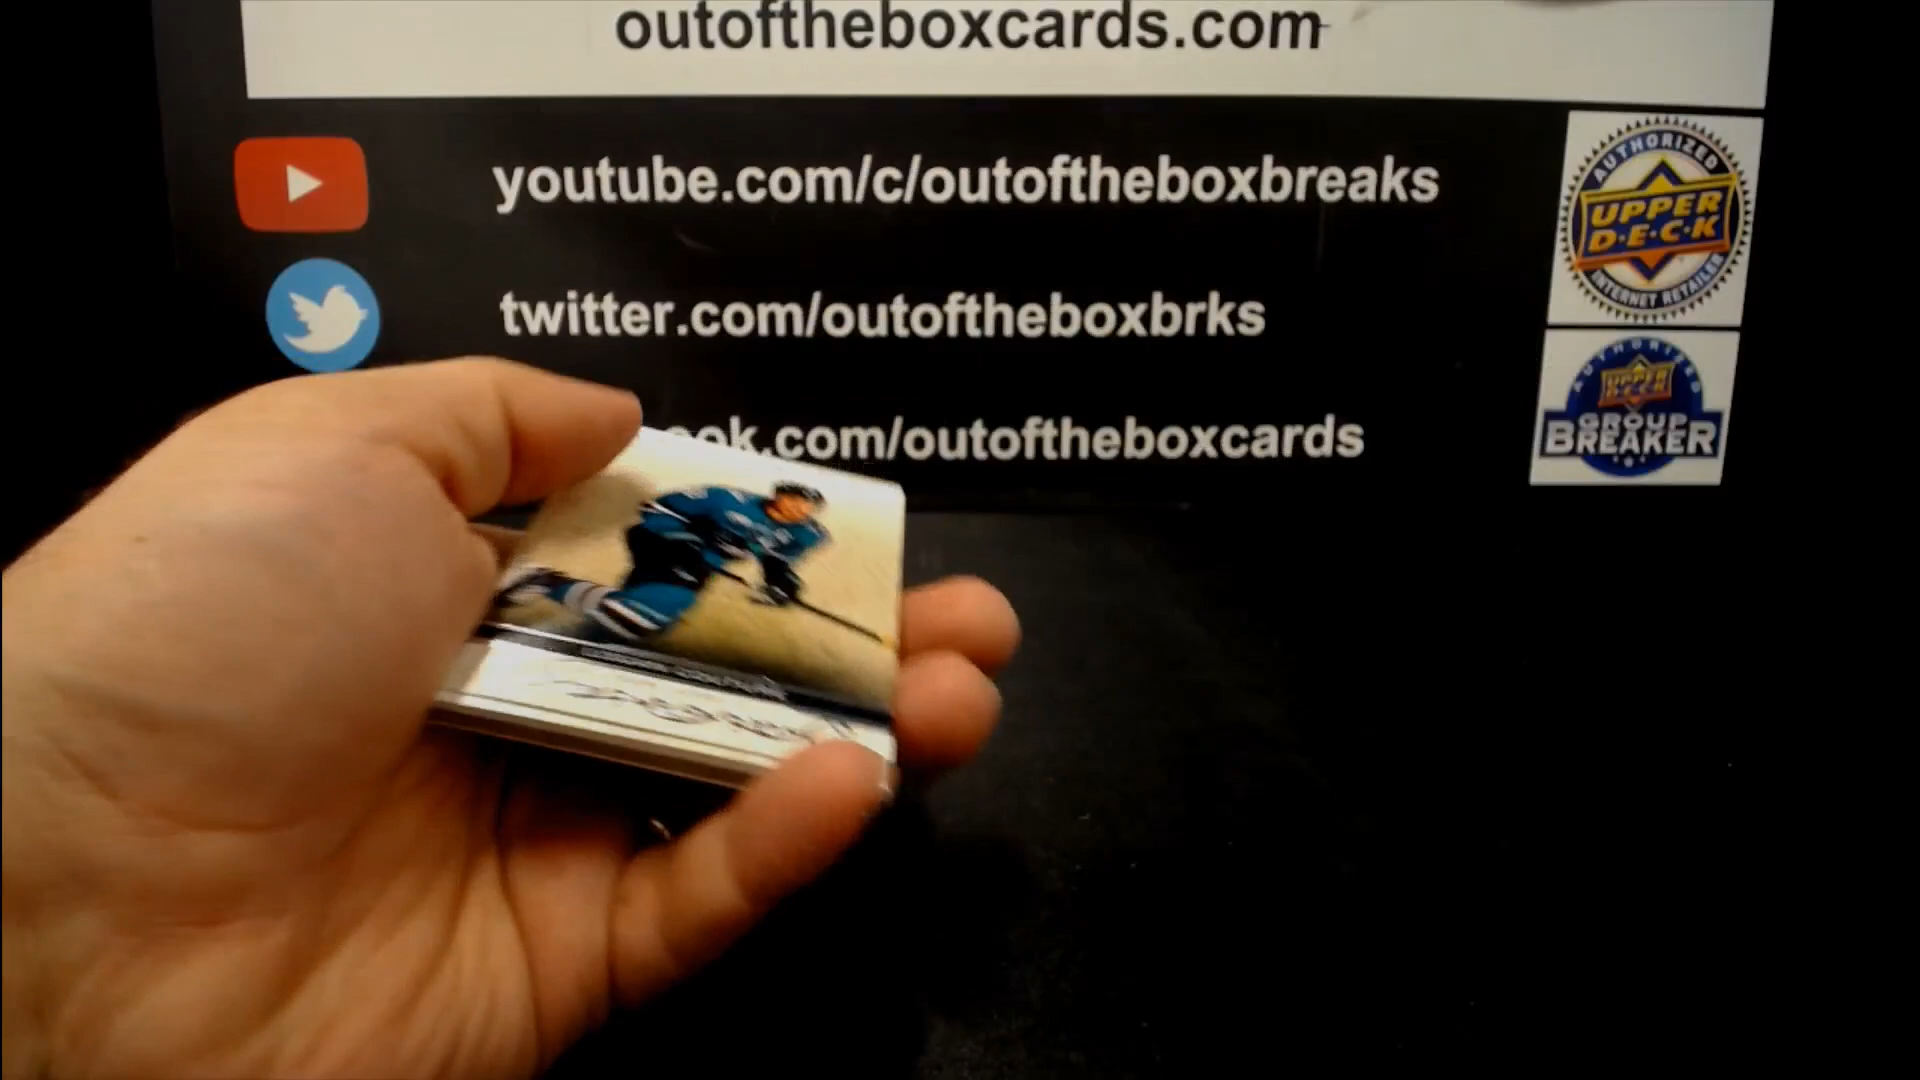 outoftheboxcards.com
youtube.com/c/outoftheboxbreaks
twitter.com/outoftheboxbrks
ook.com/outoftheboxcards
AUTHORIZED
UPPER
D·E·C·K
INTERNET RETAILER
AUTHORIZED
UPPER
DECK
GROUP
BREAKER